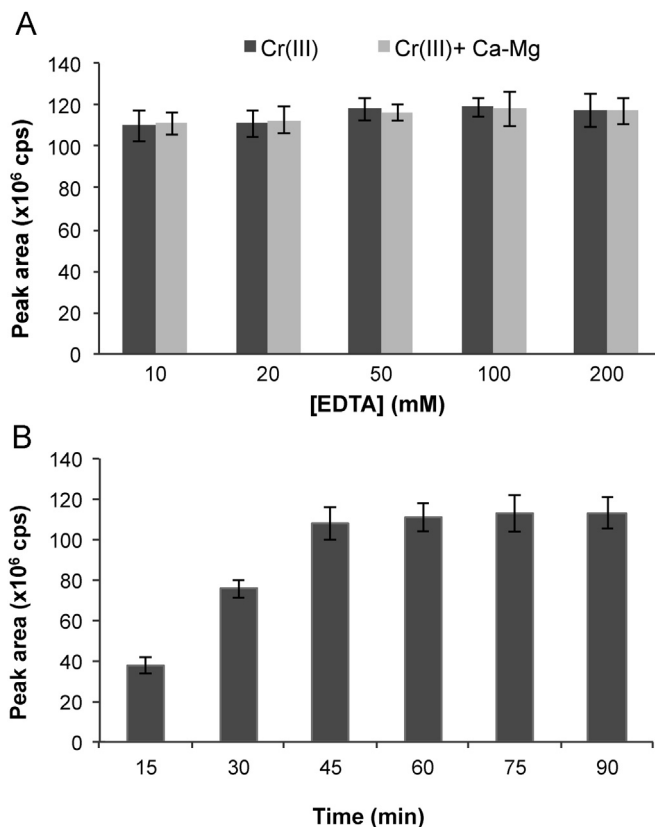 A
Cr(III) Cr(III)+ Ca-Mg
140
120
100
80
60
40
20
0
Peak area (x10⁶ cps)
10 20 50 100 200
[EDTA] (mM)
B
140
120
100
80
60
40
20
0
Peak area (x10⁶ cps)
15 30 45 60 75 90
Time (min)